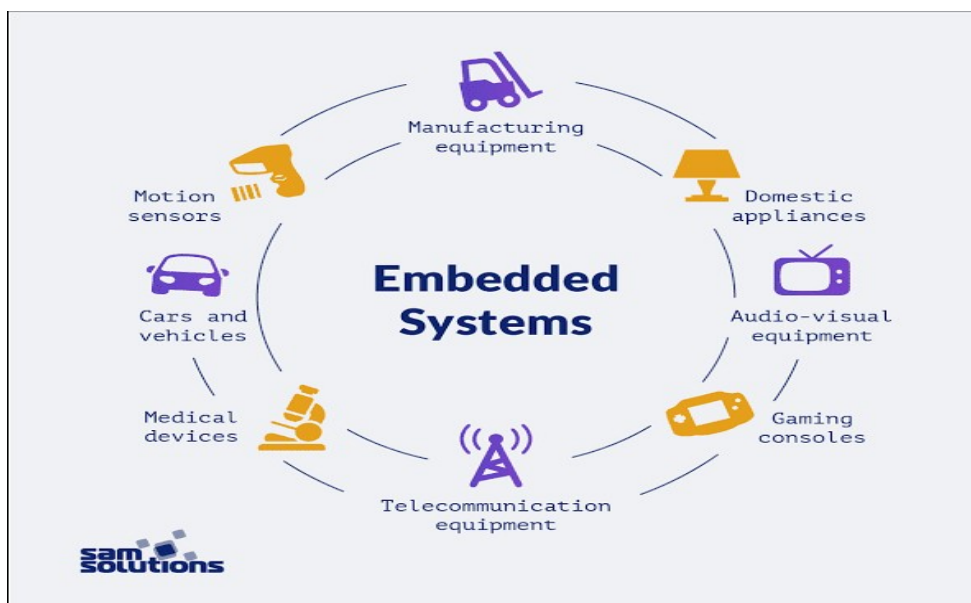 Manufacturing
equipment
Motion
sensors
Domestic
appliances
Embedded
Systems
Cars and
vehicles
Audio-visual
equipment
Medical
devices
Gaming
consoles
Telecommunication
equipment
sam
solutions